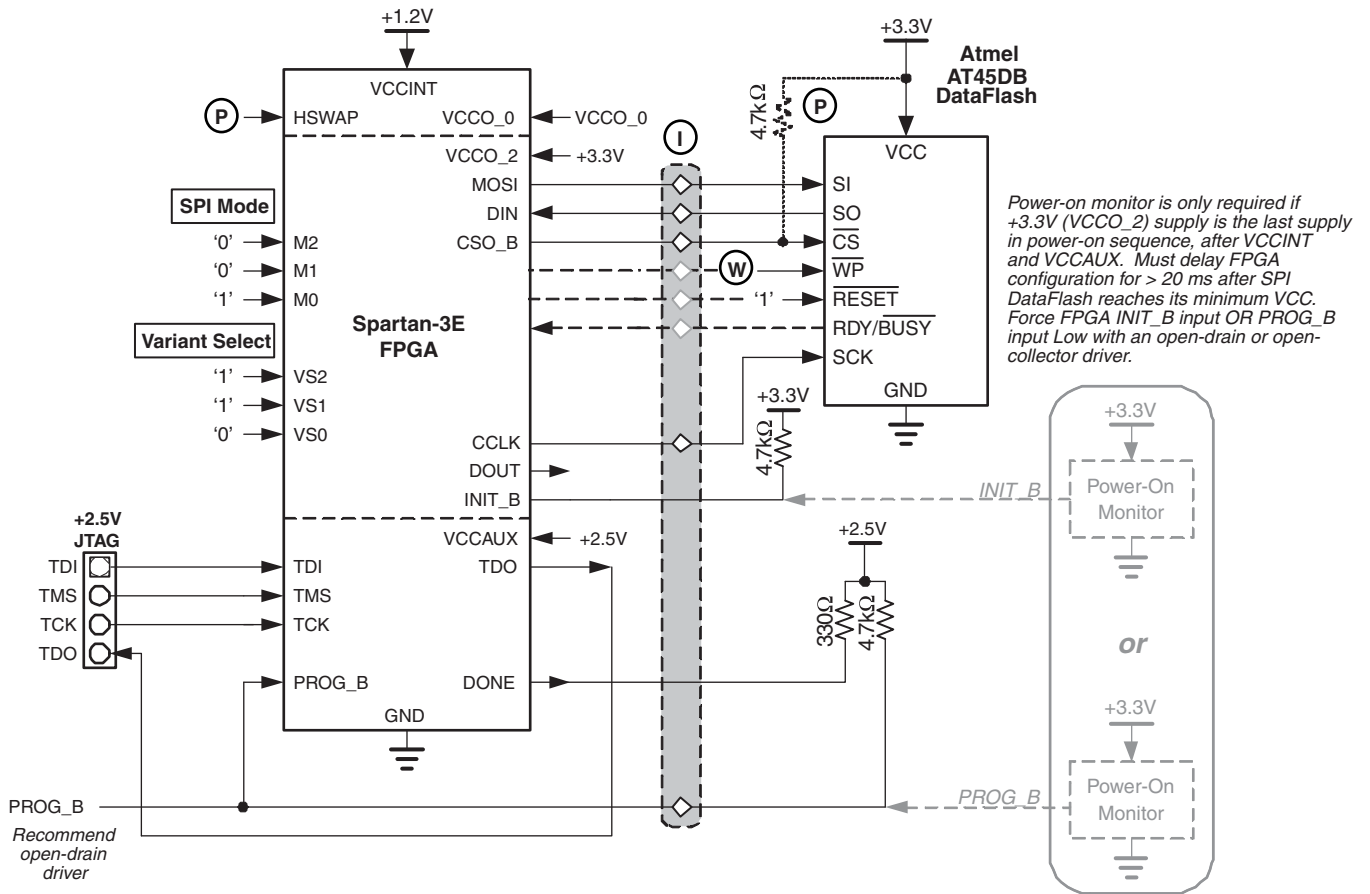 +1.2V
VCCINT
P
HSWAP
VCCO_0
VCCO_0
VCCO_2
+3.3V
MOSI
DIN
CSO_B
SPI Mode
'0'
M2
'0'
M1
'1'
M0
Spartan-3E
FPGA
Variant Select
'1'
VS2
'1'
VS1
'0'
VS0
CCLK
DOUT
INIT_B
+2.5V
JTAG
VCCAUX
+2.5V
TDI
TDI
TDO
TMS
TMS
TCK
TCK
TDO
PROG_B
DONE
GND
PROG_B
Recommend
open-drain
driver
I
W
'1'
+3.3V
4.7kΩ
P
Atmel
AT45DB
DataFlash
VCC
SI
SO
CS
WP
RESET
RDY/BUSY
SCK
GND
+3.3V
4.7kΩ
+2.5V
330Ω
4.7kΩ
Power-on monitor is only required if
+3.3V (VCCO_2) supply is the last supply
in power-on sequence, after VCCINT
and VCCAUX. Must delay FPGA
configuration for > 20 ms after SPI
DataFlash reaches its minimum VCC.
Force FPGA INIT_B input OR PROG_B
input Low with an open-drain or open-
collector driver.
+3.3V
INIT_B
Power-On
Monitor
or
+3.3V
PROG_B
Power-On
Monitor